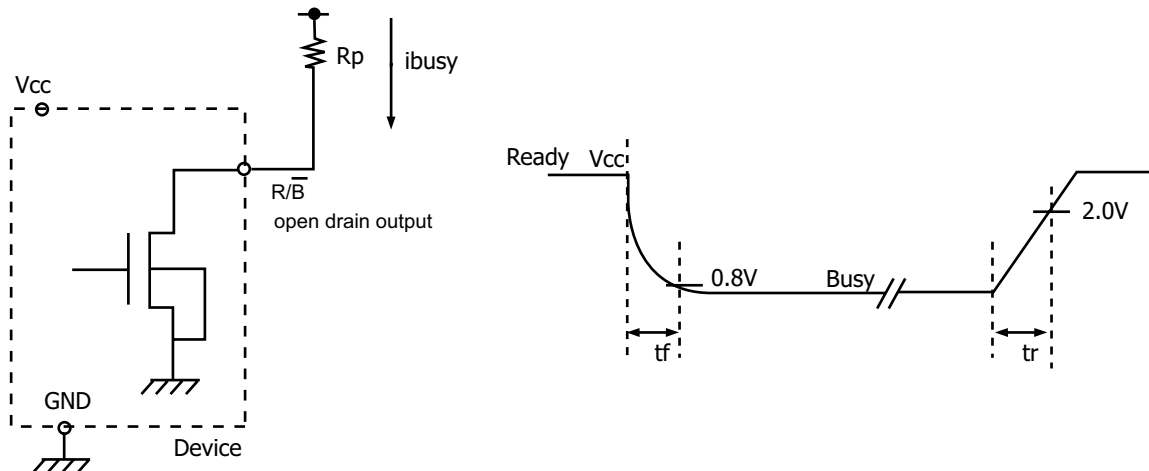 Rp
ibusy
Vcc
R/B̅
open drain output
GND
Device
Ready Vcc
2.0V
0.8V
Busy
tf
tr